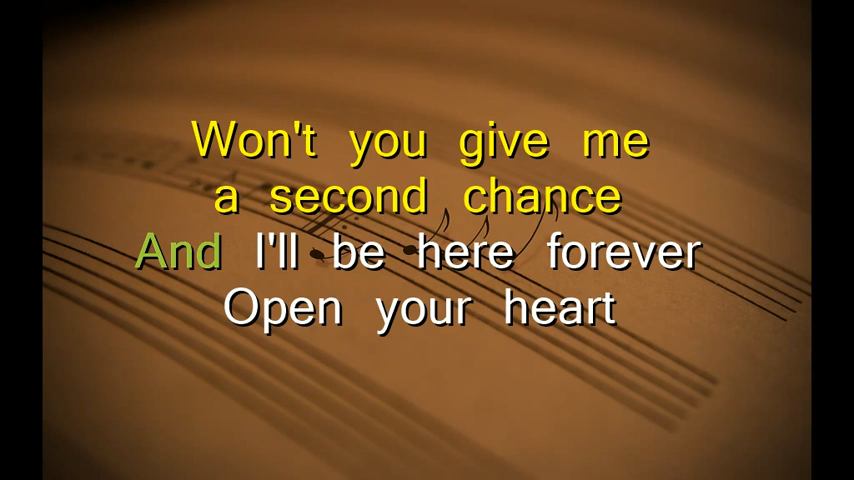 Won't you give me
a second chance
And I'll be here forever
Open your heart